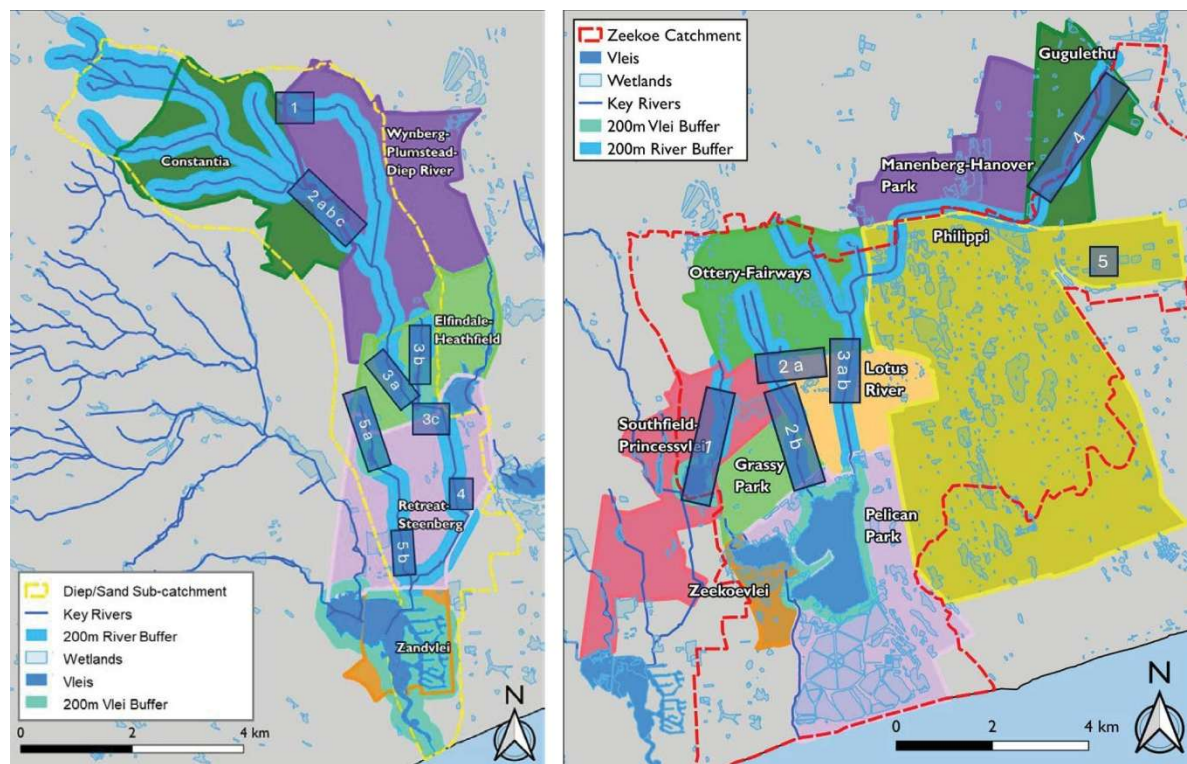 1
Constantia
Wynberg-
Plumstead-
Diep River
2 a b c
Elfindale-
Heathfield
3 b
3 a
3c
5 a
4
Retreat-
Steenberg
5 b
Zandvlei
Diep/Sand Sub-catchment
Key Rivers
200m River Buffer
Wetlands
Vleis
200m Vlei Buffer
0 2 4 km
N
Zeekoe Catchment
Vleis
Wetlands
Key Rivers
200m Vlei Buffer
200m River Buffer
Gugulethu
4
Manenberg-Hanover
Park
Philippi
5
Ottery-Fairways
2 a
3 a b
Lotus
River
Southfield-
Princessvlei
1
2 b
Grassy
Park
Pelican
Park
Zeekoevlei
0 2 4 km
N